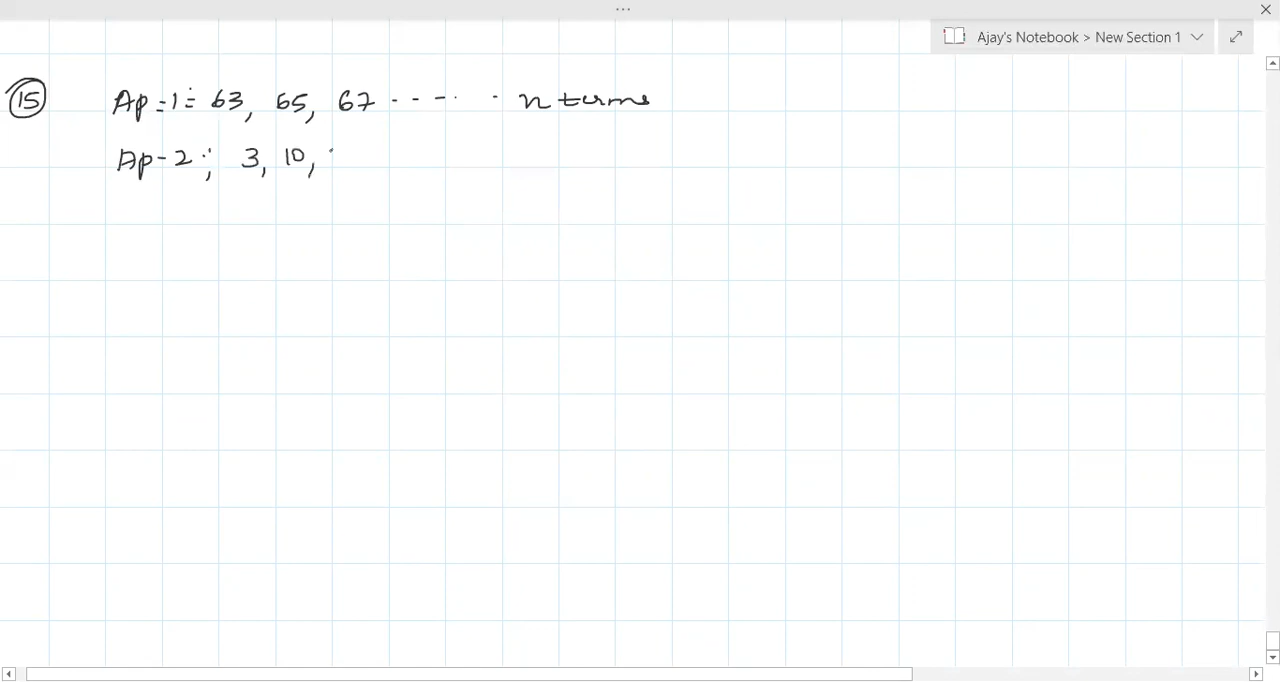 Ajay's Notebook > New Section 1
15 Ap-1: 63, 65, 67 ------ n terms
Ap-2: 3, 10,